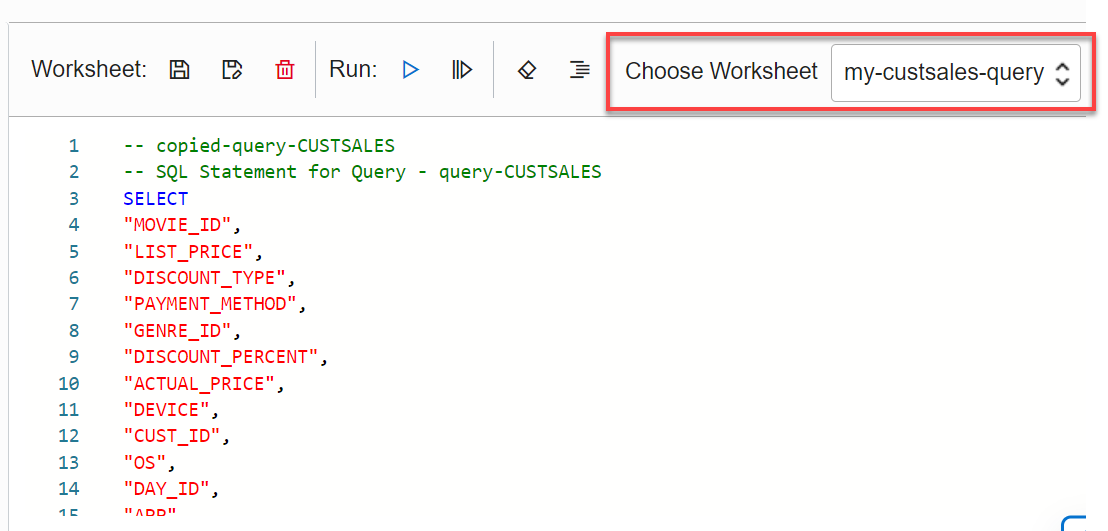 Worksheet: Run: Choose Worksheet my-custsales-query
1 -- copied-query-CUSTSALES
2 -- SQL Statement for Query - query-CUSTSALES
3 SELECT
4 "MOVIE_ID",
5 "LIST_PRICE",
6 "DISCOUNT_TYPE",
7 "PAYMENT_METHOD",
8 "GENRE_ID",
9 "DISCOUNT_PERCENT",
10 "ACTUAL_PRICE",
11 "DEVICE",
12 "CUST_ID",
13 "OS",
14 "DAY_ID",
15 "APP"